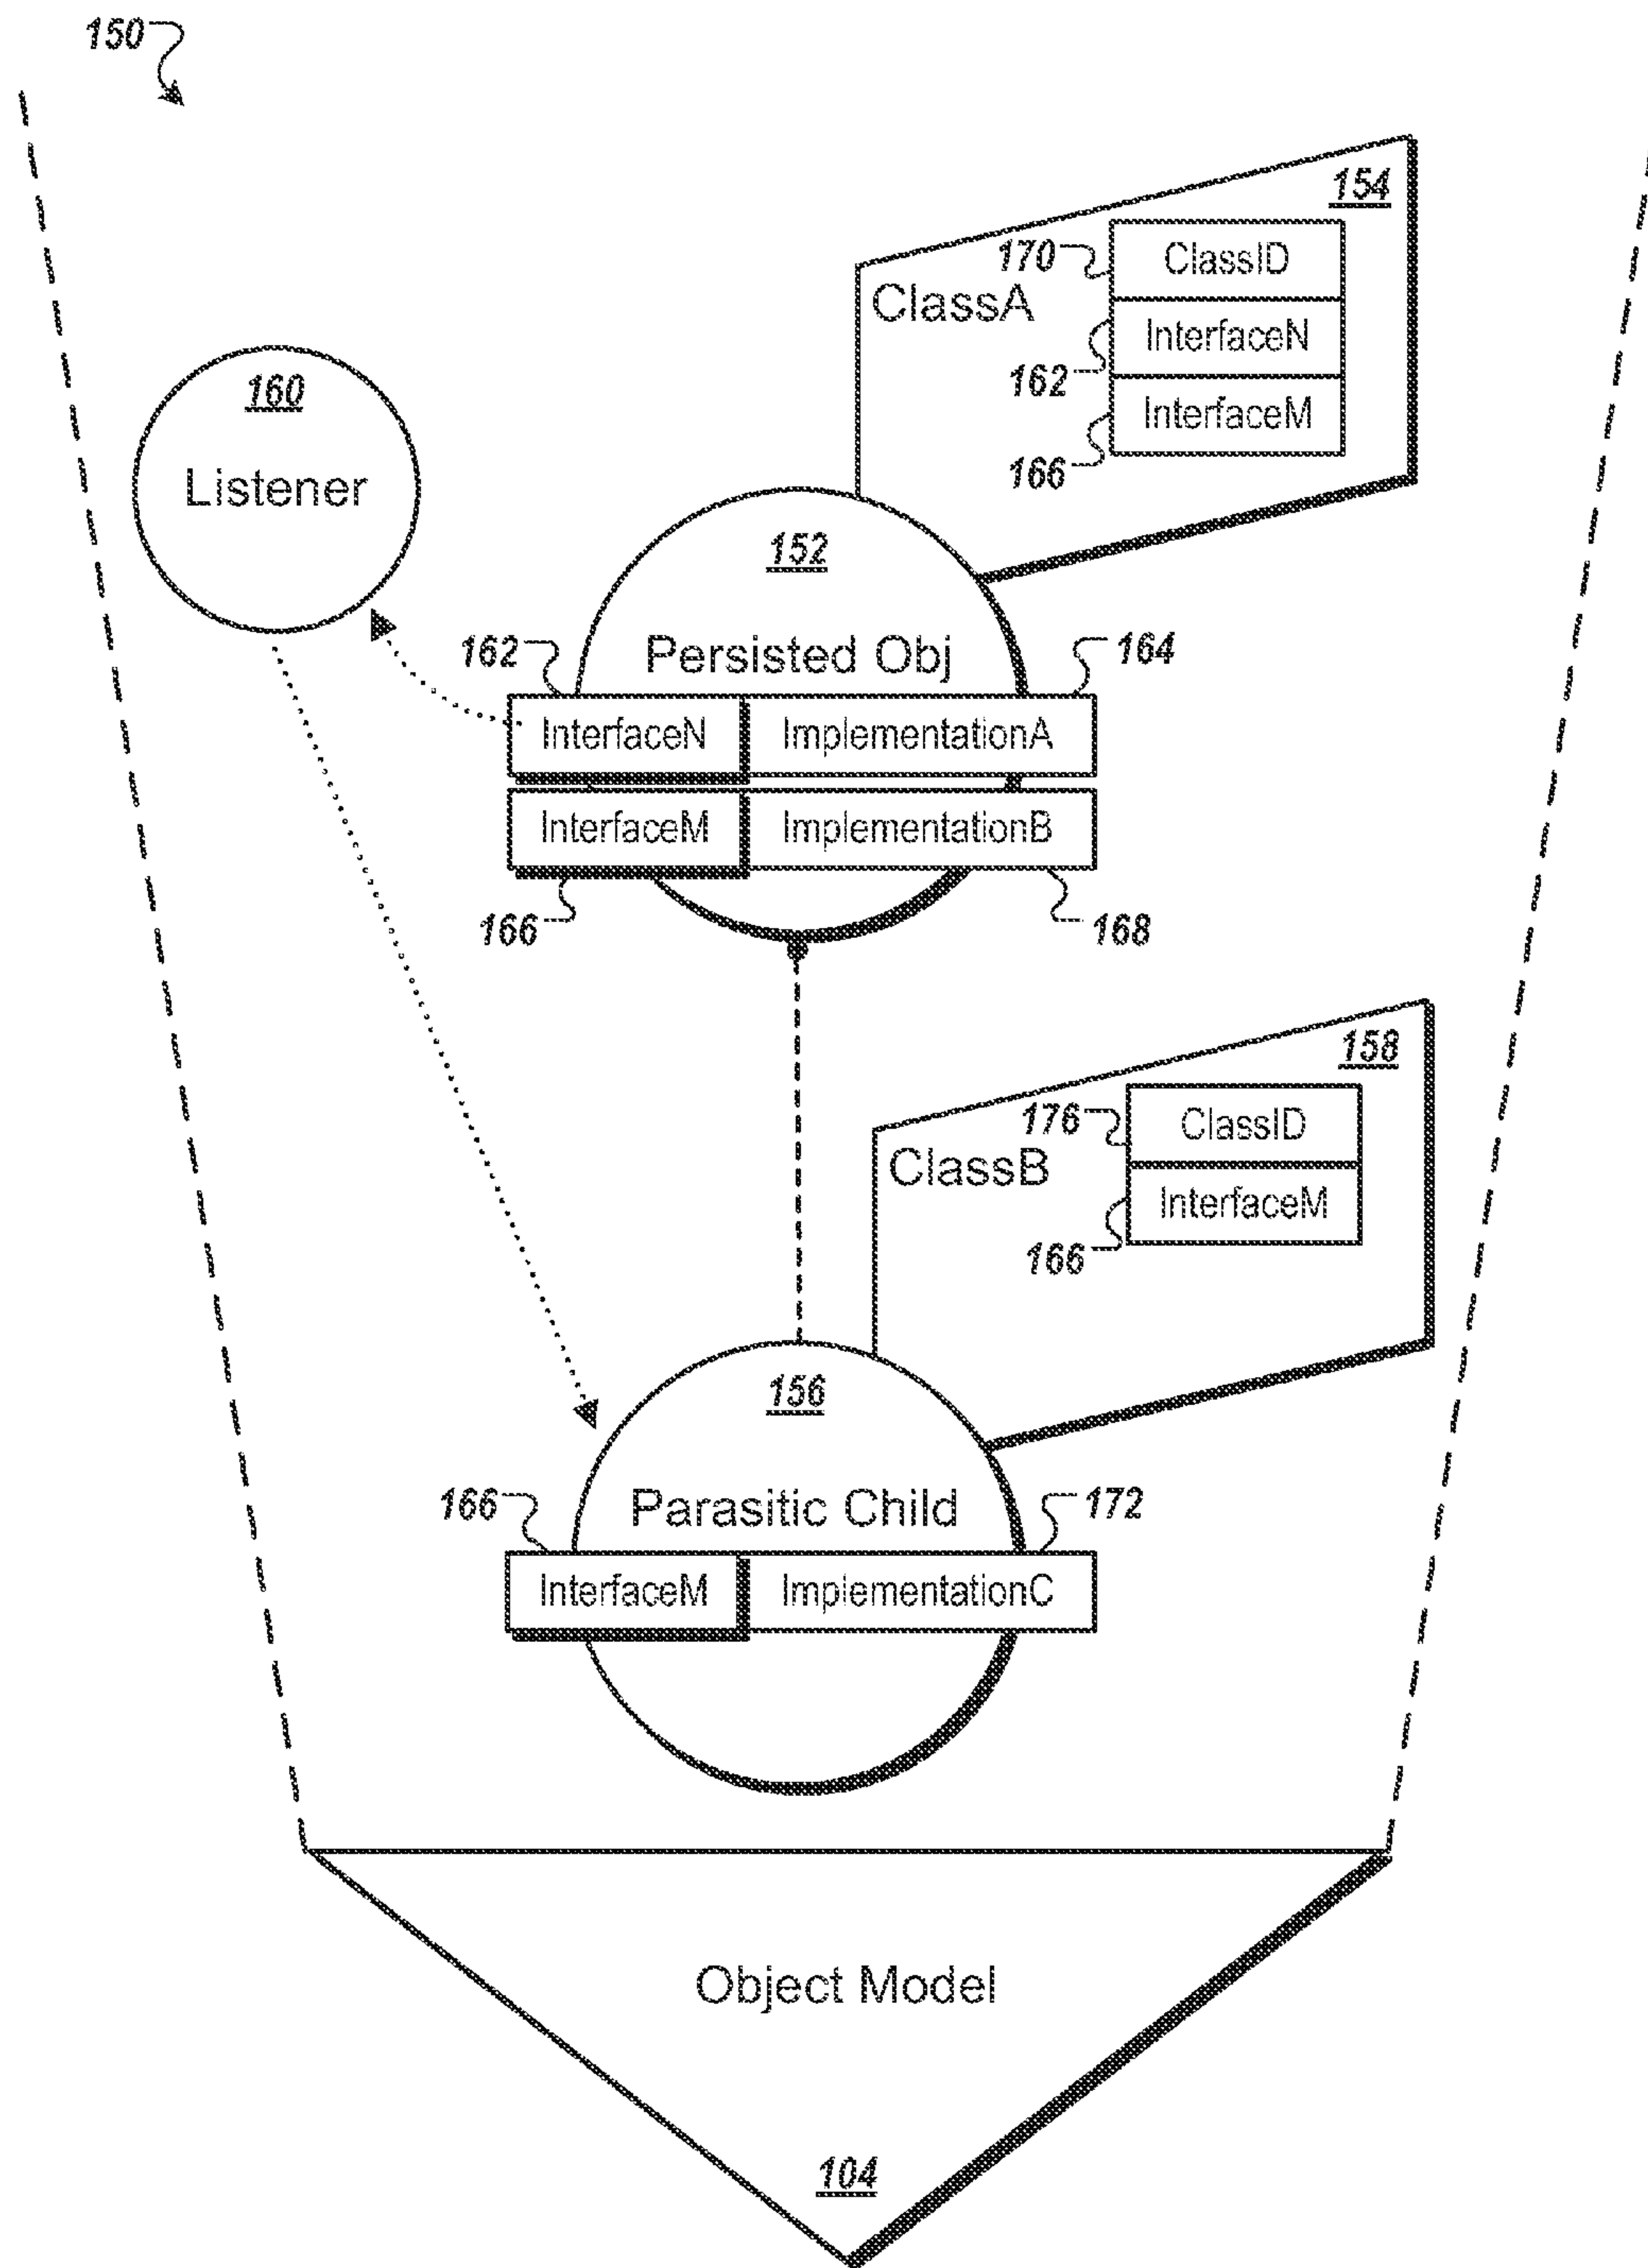 150
154
170
ClassID
ClassA
InterfaceN
162
InterfaceM
166
160
Listener
152
162
Persisted Obj
164
InterfaceN
ImplementationA
InterfaceM
ImplementationB
166
168
158
176
ClassID
ClassB
InterfaceM
166
156
166
Parasitic Child
172
InterfaceM
ImplementationC
Object Model
104